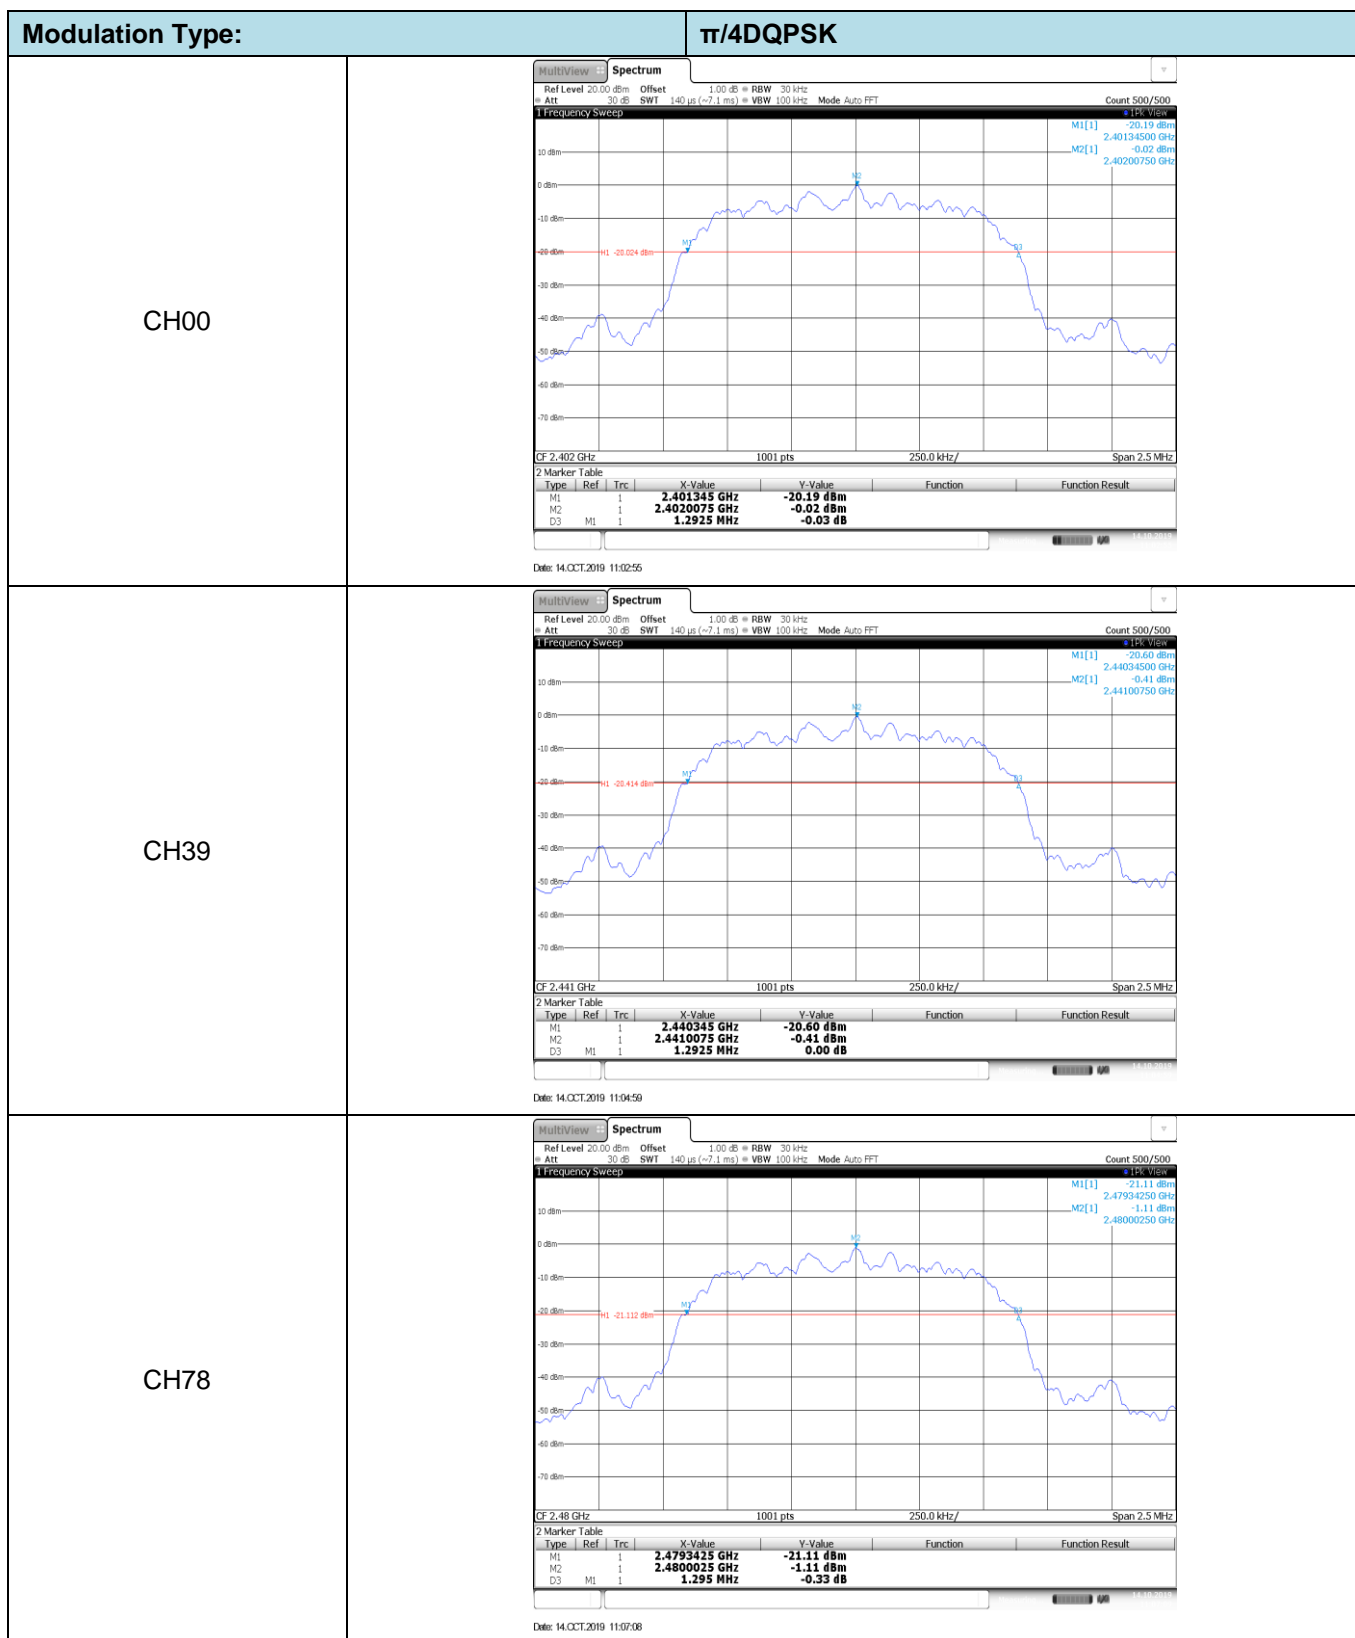 Modulation Type: π/4DQPSK
CH00
MultiView Spectrum
Ref Level 20.00 dBm Offset 1.00 dB RBW 30 kHz
Att 30 dB SWT 140 µs (~7.1 ms) VBW 100 kHz Mode Auto FFT Count 500/500
1 Frequency Sweep 1Pk View
M1[1] -20.19 dBm
2.40134500 GHz
M2[1] -0.02 dBm
2.40200750 GHz
10 dBm
M2
0 dBm
-10 dBm
M1 D3
-20 dBm H1 -20.024 dBm
-30 dBm
-40 dBm
-50 dBm
-60 dBm
-70 dBm
CF 2.402 GHz 1001 pts 250.0 kHz/ Span 2.5 MHz
2 Marker Table
Type Ref Trc X-Value Y-Value Function Function Result
M1 1 2.401345 GHz -20.19 dBm
M2 1 2.4020075 GHz -0.02 dBm
D3 M1 1 1.2925 MHz -0.03 dB
Date: 14.OCT.2019 11:02:55
CH39
MultiView Spectrum
Ref Level 20.00 dBm Offset 1.00 dB RBW 30 kHz
Att 30 dB SWT 140 µs (~7.1 ms) VBW 100 kHz Mode Auto FFT Count 500/500
1 Frequency Sweep 1Pk View
M1[1] -20.60 dBm
2.44034500 GHz
M2[1] -0.41 dBm
2.44100750 GHz
10 dBm
M2
0 dBm
-10 dBm
M1 D3
-20 dBm H1 -20.414 dBm
-30 dBm
-40 dBm
-50 dBm
-60 dBm
-70 dBm
CF 2.441 GHz 1001 pts 250.0 kHz/ Span 2.5 MHz
2 Marker Table
Type Ref Trc X-Value Y-Value Function Function Result
M1 1 2.440345 GHz -20.60 dBm
M2 1 2.4410075 GHz -0.41 dBm
D3 M1 1 1.2925 MHz 0.00 dB
Date: 14.OCT.2019 11:04:59
CH78
MultiView Spectrum
Ref Level 20.00 dBm Offset 1.00 dB RBW 30 kHz
Att 30 dB SWT 140 µs (~7.1 ms) VBW 100 kHz Mode Auto FFT Count 500/500
1 Frequency Sweep 1Pk View
M1[1] -21.11 dBm
2.47934250 GHz
M2[1] -1.11 dBm
2.48000250 GHz
10 dBm
M2
0 dBm
-10 dBm
M1 D3
-20 dBm
H1 -21.112 dBm
-30 dBm
-40 dBm
-50 dBm
-60 dBm
-70 dBm
CF 2.48 GHz 1001 pts 250.0 kHz/ Span 2.5 MHz
2 Marker Table
Type Ref Trc X-Value Y-Value Function Function Result
M1 1 2.4793425 GHz -21.11 dBm
M2 1 2.4800025 GHz -1.11 dBm
D3 M1 1 1.295 MHz -0.33 dB
Date: 14.OCT.2019 11:07:08